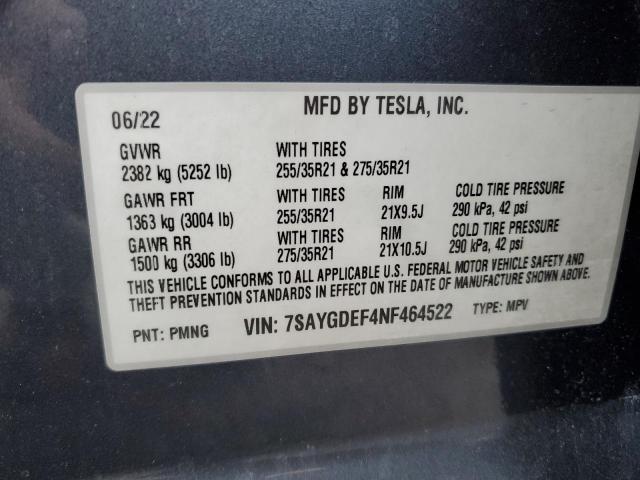 06/22 MFD BY TESLA, INC.
GVWR WITH TIRES
2382 kg (5252 lb) 255/35R21 & 275/35R21
GAWR FRT WITH TIRES RIM COLD TIRE PRESSURE
1363 kg (3004 lb) 255/35R21 21X9.5J 290 kPa, 42 psi
GAWR RR WITH TIRES RIM COLD TIRE PRESSURE
1500 kg (3306 lb) 275/35R21 21X10.5J 290 kPa, 42 psi
THIS VEHICLE CONFORMS TO ALL APPLICABLE U.S. FEDERAL MOTOR VEHICLE SAFETY AND
THEFT PREVENTION STANDARDS IN EFFECT ON THE DATE OF MANUFACTURE SHOWN ABOVE.
PNT: PMNG VIN: 7SAYGDEF4NF464522 TYPE: MPV